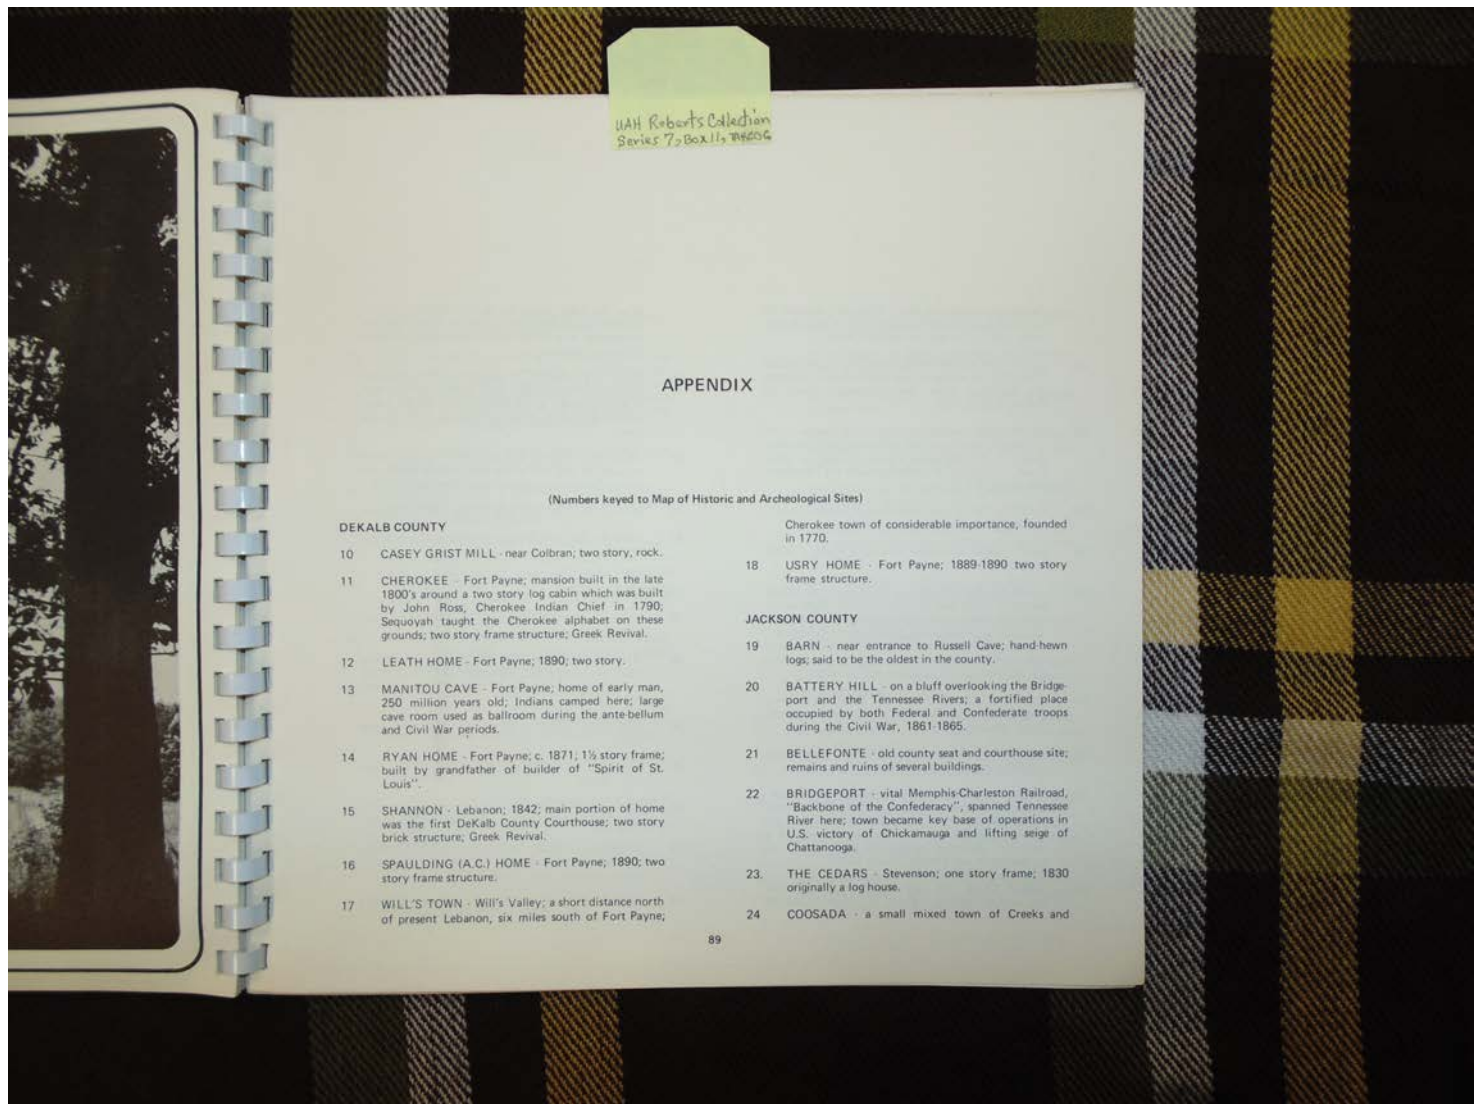 UAH Roberts Collection
Series 7, Box 11, TARCOG
APPENDIX
(Numbers keyed to Map of Historic and Archeological Sites)
DEKALB COUNTY
10 CASEY GRIST MILL - near Colbran; two story, rock.
11 CHEROKEE - Fort Payne; mansion built in the late
1800's around a two story log cabin which was built
by John Ross, Cherokee Indian Chief in 1790;
Sequoyah taught the Cherokee alphabet on these
grounds; two story frame structure; Greek Revival.
12 LEATH HOME - Fort Payne; 1890; two story.
13 MANITOU CAVE - Fort Payne; home of early man,
250 million years old; Indians camped here; large
cave room used as ballroom during the ante-bellum
and Civil War periods.
14 RYAN HOME - Fort Payne; c. 1871; 1½ story frame;
built by grandfather of builder of "Spirit of St.
Louis".
15 SHANNON - Lebanon; 1842; main portion of home
was the first DeKalb County Courthouse; two story
brick structure; Greek Revival.
16 SPAULDING (A.C.) HOME - Fort Payne; 1890; two
story frame structure.
17 WILL'S TOWN - Will's Valley; a short distance north
of present Lebanon, six miles south of Fort Payne;
Cherokee town of considerable importance, founded
in 1770.
18 USRY HOME - Fort Payne; 1889-1890 two story
frame structure.
JACKSON COUNTY
19 BARN - near entrance to Russell Cave; hand-hewn
logs; said to be the oldest in the county.
20 BATTERY HILL - on a bluff overlooking the Bridge-
port and the Tennessee Rivers; a fortified place
occupied by both Federal and Confederate troops
during the Civil War, 1861-1865.
21 BELLEFONTE - old county seat and courthouse site;
remains and ruins of several buildings.
22 BRIDGEPORT - vital Memphis-Charleston Railroad,
"Backbone of the Confederacy", spanned Tennessee
River here; town became key base of operations in
U.S. victory of Chickamauga and lifting seige of
Chattanooga.
23. THE CEDARS - Stevenson; one story frame; 1830
originally a log house.
24 COOSADA - a small mixed town of Creeks and
89